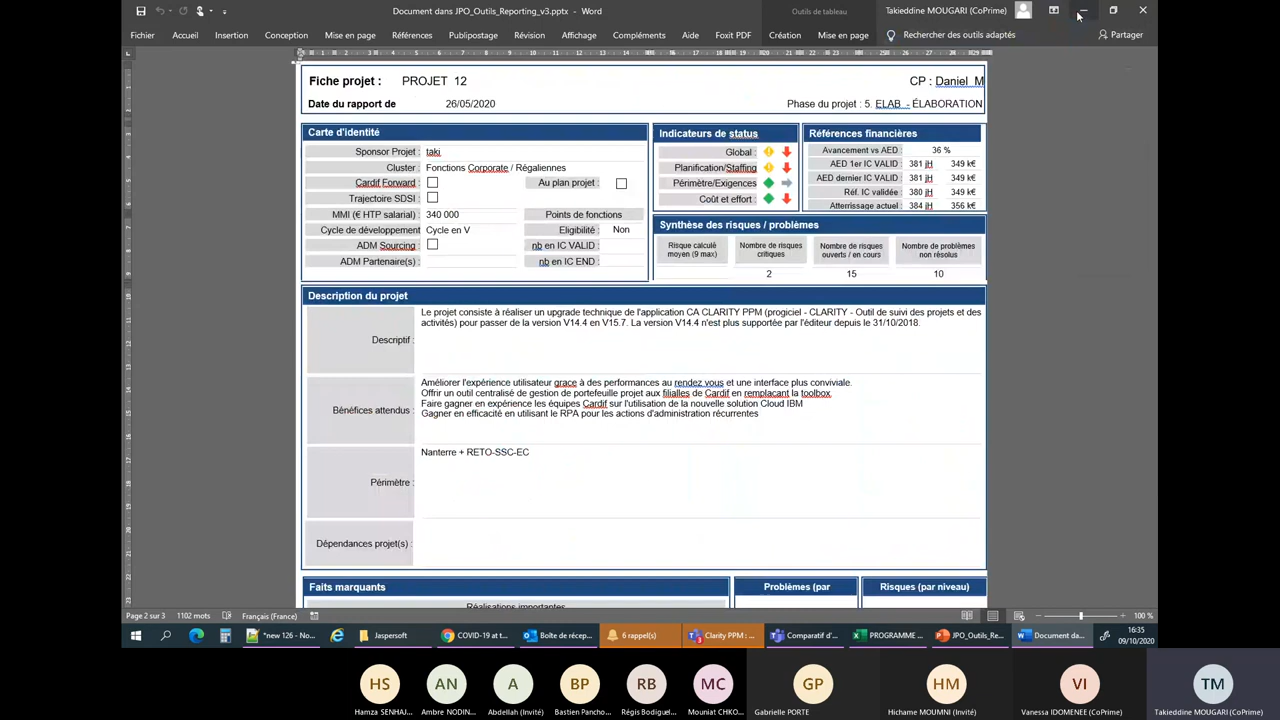 Document dans JPO_Outils_Reporting_v3.pptx - Word
Outils de tableau
Takieddine MOUGARI (CoPrime)
Fichier Accueil Insertion Conception Mise en page Références Publipostage Révision Affichage Compléments Aide Foxit PDF Création Mise en page Rechercher des outils adaptés Partager
Fiche projet : PROJET 12 CP : Daniel M
Date du rapport de 26/05/2020 Phase du projet : 5. ELAB - ÉLABORATION
Carte d'identité
Sponsor Projet : taki
Cluster : Fonctions Corporate / Régaliennes
Cardif Forward : Au plan projet :
Trajectoire SDSI :
MMI (€ HTP salarial) : 340 000 Points de fonctions
Cycle de développement Cycle en V Eligibilité : Non
ADM Sourcing : nb en IC VALID :
ADM Partenaire(s) : nb en IC END :
Indicateurs de status
Global :
Planification/Staffing
Périmètre/Exigences
Coût et effort :
Références financières
Avancement vs AED : 36 %
AED 1er IC VALID : 381 jH 349 k€
AED dernier IC VALID : 381 jH 349 k€
Réf. IC validée : 380 jH 349 k€
Atterrissage actuel : 384 jH 356 k€
Synthèse des risques / problèmes
Risque calculé moyen (9 max) Nombre de risques critiques Nombre de risques ouverts / en cours Nombre de problèmes non résolus
2 15 10
Description du projet
Descriptif :
Le projet consiste à réaliser un upgrade technique de l'application CA CLARITY PPM (progiciel - CLARITY - Outil de suivi des projets et des
activités) pour passer de la version V14.4 en V15.7. La version V14.4 n'est plus supportée par l'éditeur depuis le 31/10/2018.
Bénéfices attendus :
Améliorer l'expérience utilisateur grace à des performances au rendez vous et une interface plus conviviale.
Offrir un outil centralisé de gestion de portefeuille projet aux filialles de Cardif en remplaçant la toolbox.
Faire gagner en expérience les équipes Cardif sur l'utilisation de la nouvelle solution Cloud IBM
Gagner en efficacité en utilisant le RPA pour les actions d'administration récurrentes
Périmètre :
Nanterre + RETO-SSC-EC
Dépendances projet(s) :
Faits marquants Problèmes (par Risques (par niveau)
Réalisations importantes
Page 2 sur 3 1102 mots Français (France) 100 %
*new 126 - No... Jaspersoft COVID-19 at t... Boîte de récep... 6 rappel(s) Clarity PPM : ... Comparatif d'... PROGRAMME ... JPO_Outils_Re... Document da... 16:35
09/10/2020
HS AN A BP RB MC GP HM VI TM
Hamza SENHAJ... Ambre NODIN... Abdellah (Invité) Bastien Pancho... Régis Bodiguel... Mouniat CHKO... Gabrielle PORTE Hichame MOUMNI (Invité) Vanessa IDOMENEE (CoPrime) Takieddine MOUGARI (CoPrime)